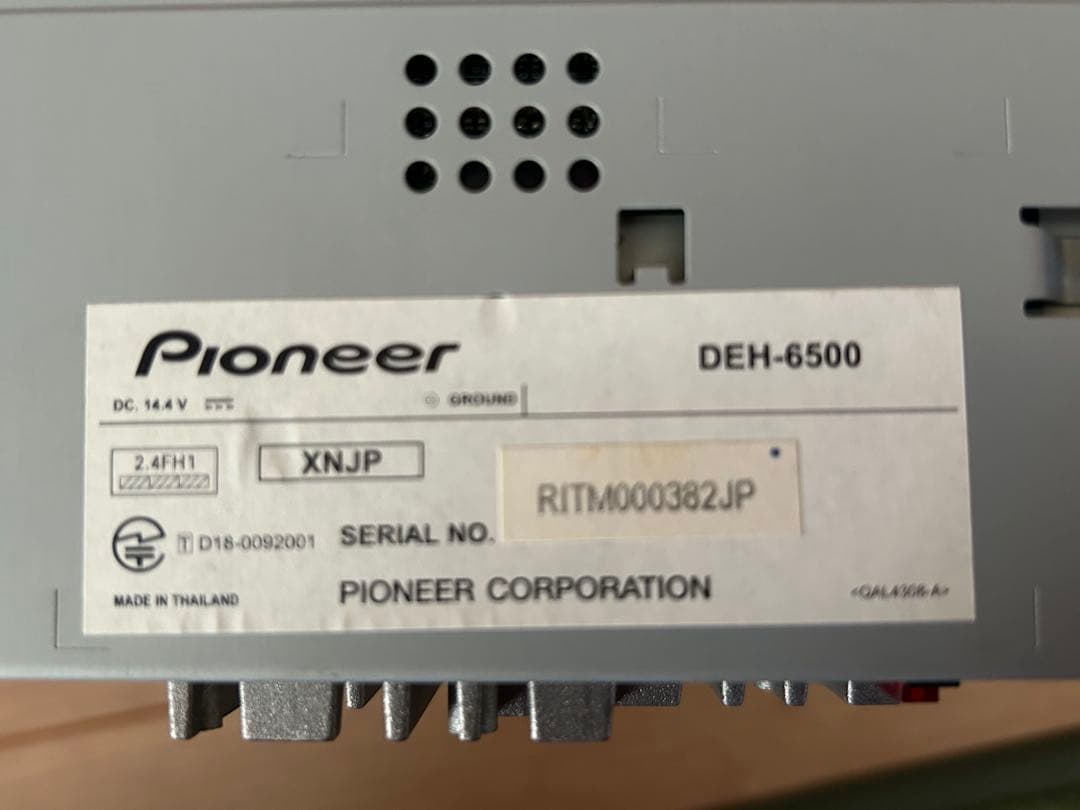 Pioneer
DEH-6500
DC. 14.4 V
GROUND
2.4FH1
XNJP
RITM000382JP
SERIAL NO.
T D18-0092001
PIONEER CORPORATION
MADE IN THAILAND
<QAL4308-A>